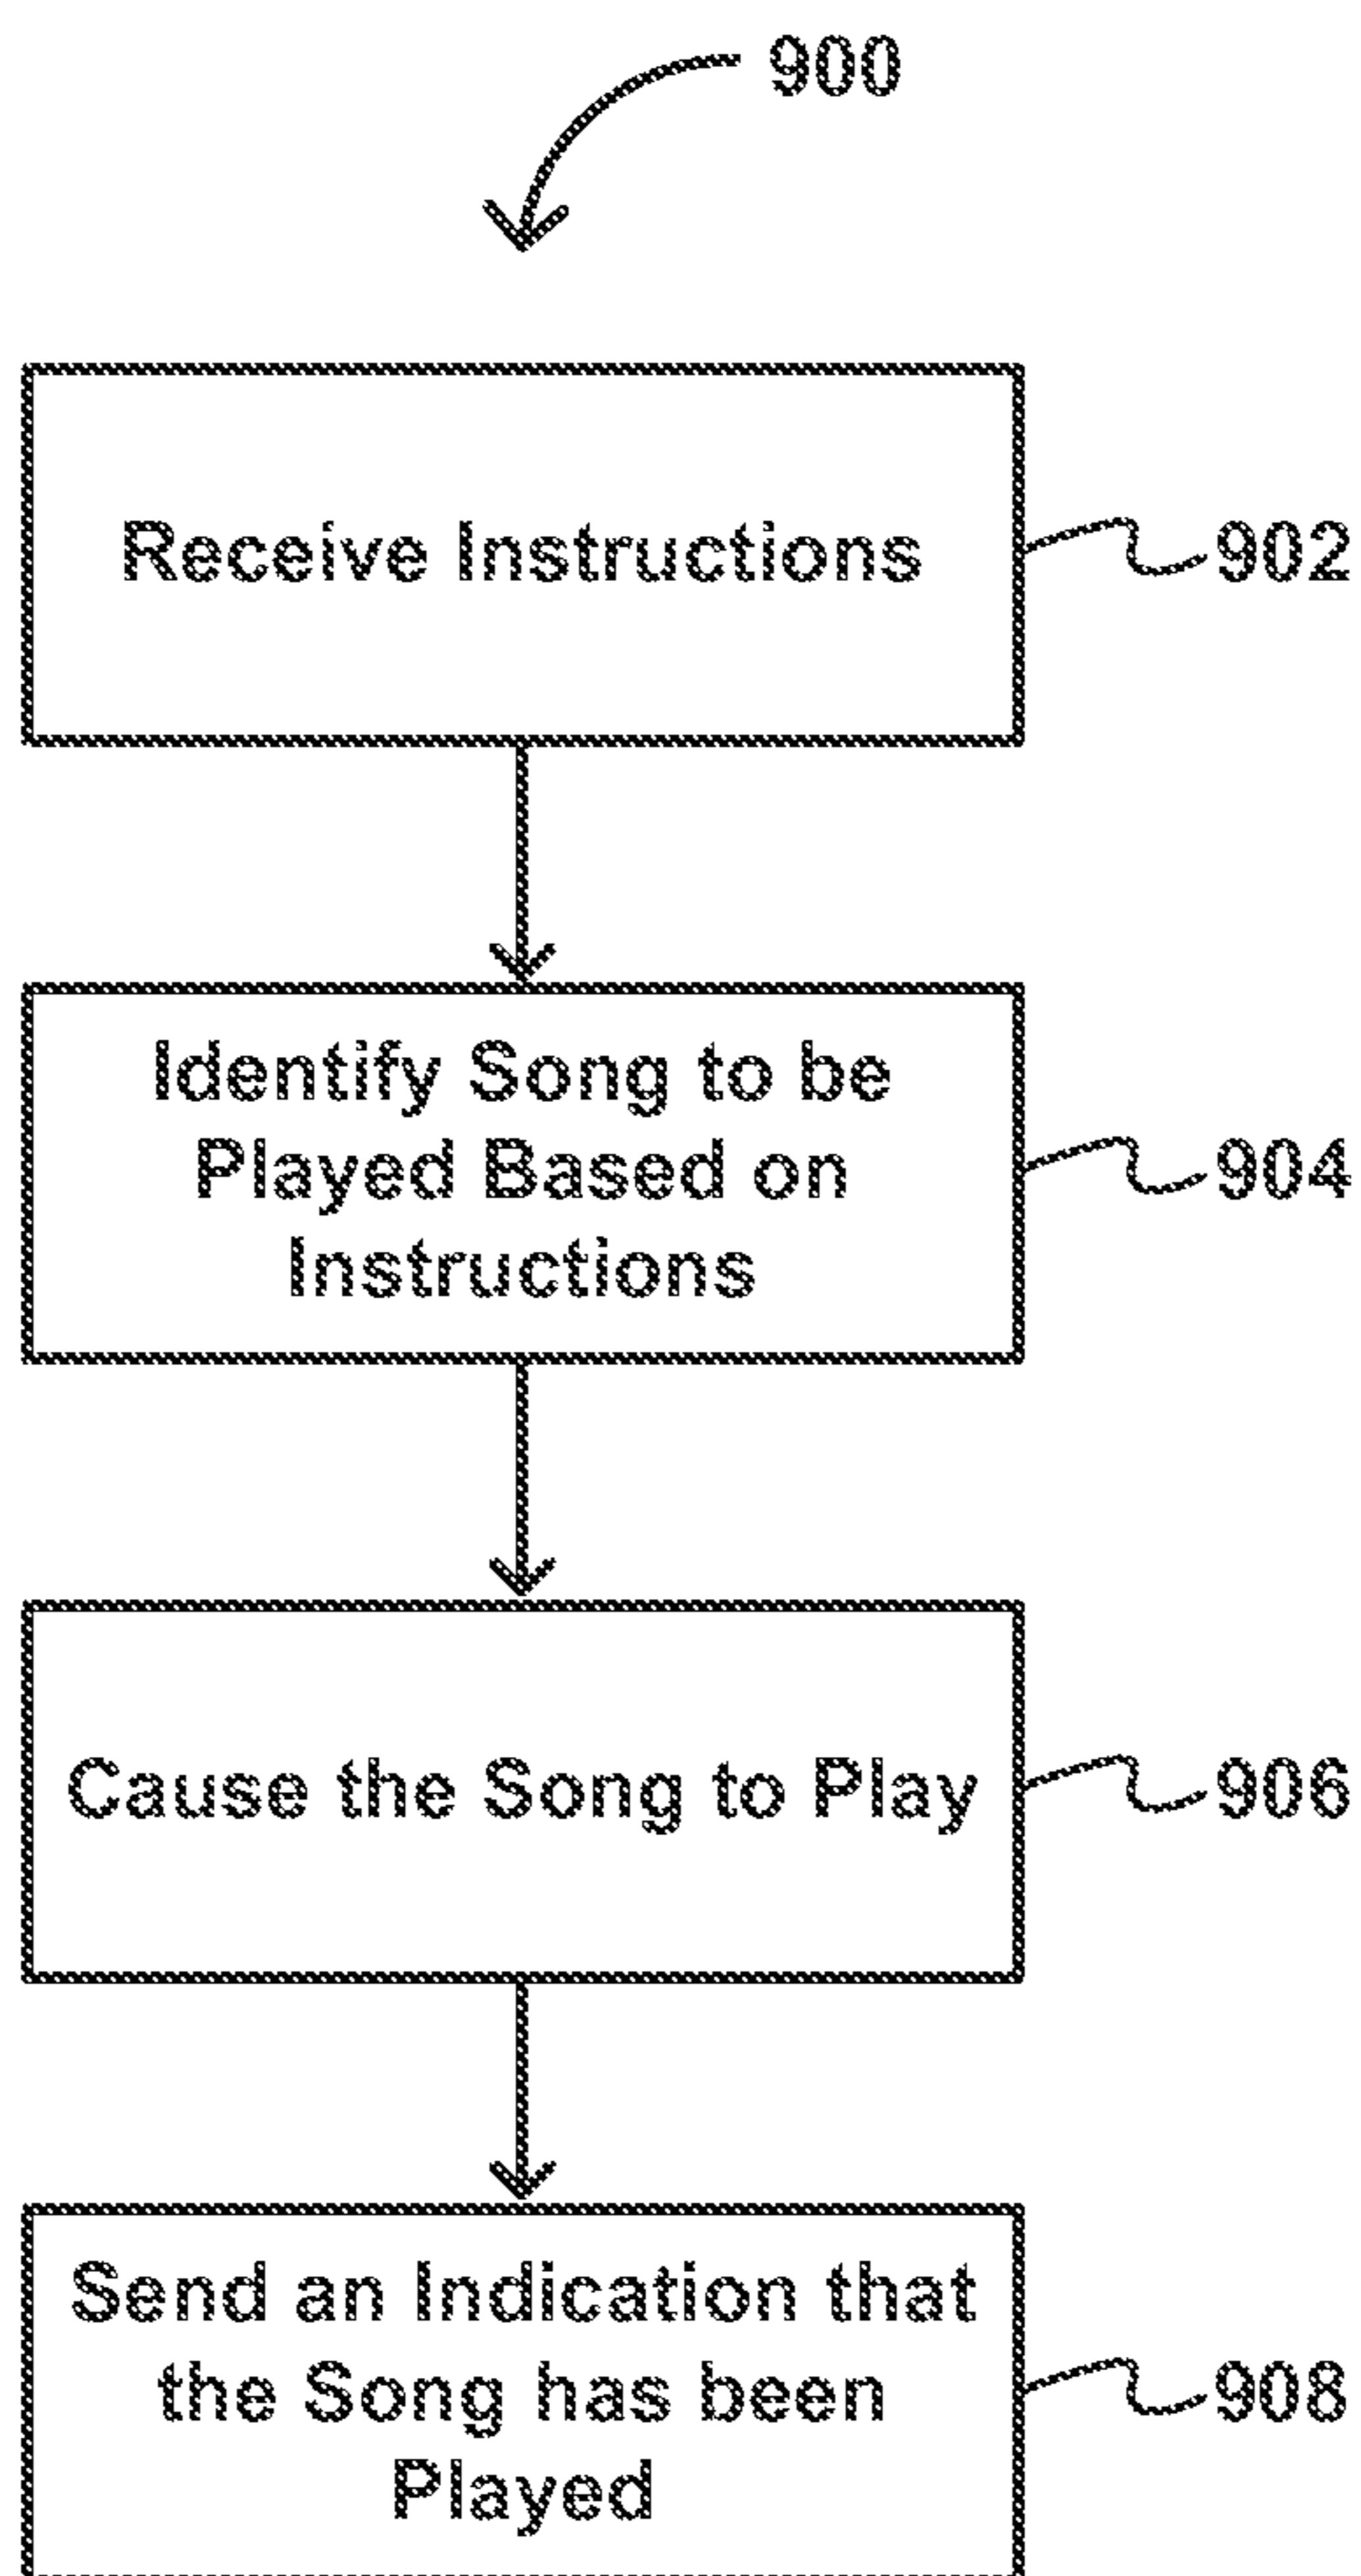 900
Receive Instructions
902
Identify Song to be
Played Based on
Instructions
904
Cause the Song to Play
906
Send an Indication that
the Song has been
Played
908